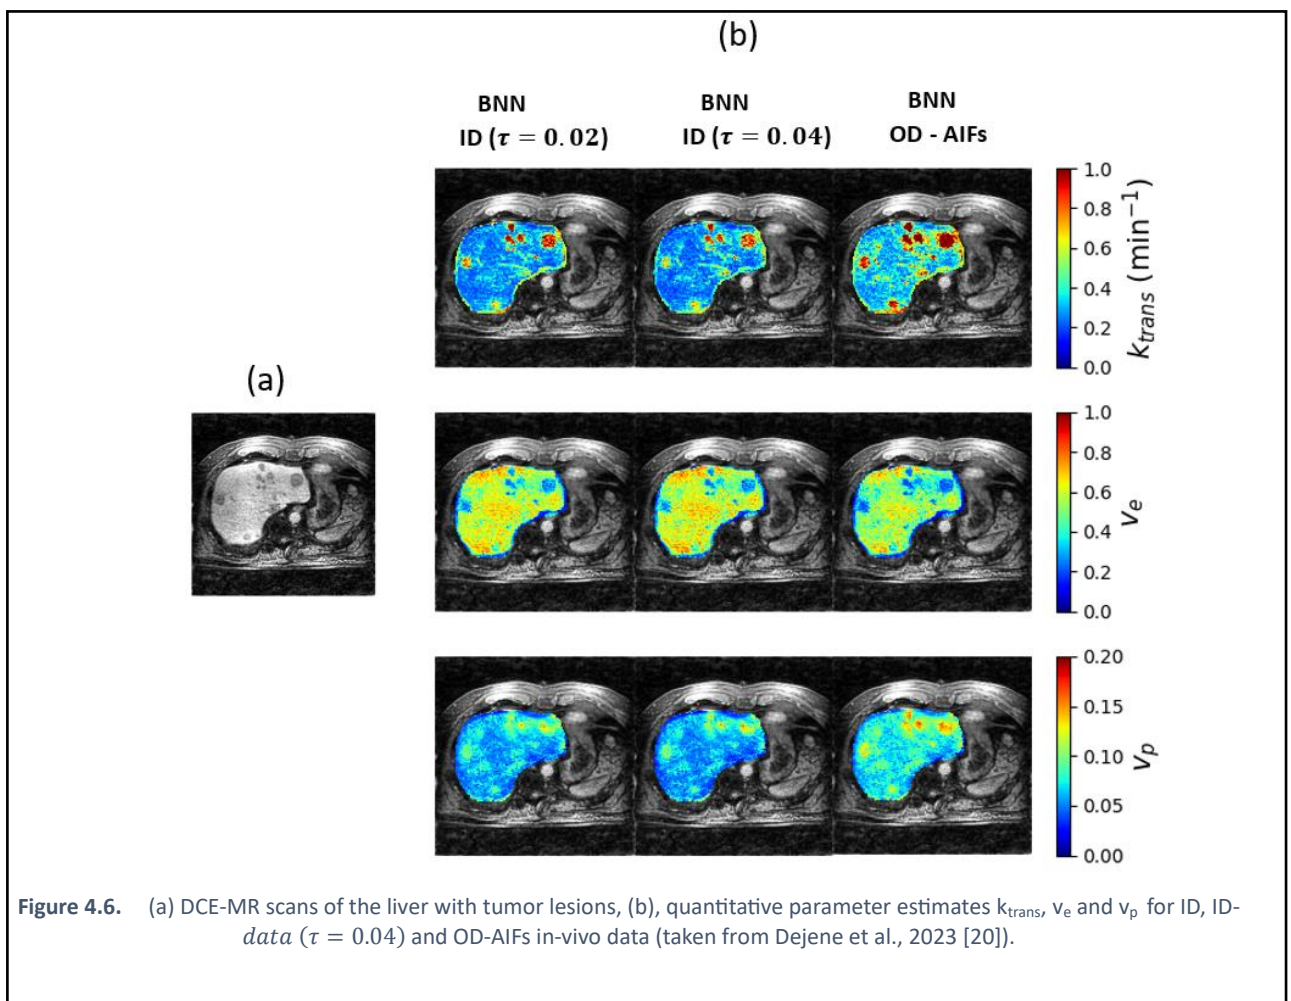 (b)
BNN BNN BNN
ID (τ = 0.02) ID (τ = 0.04) OD - AIFs
1.0
0.8
0.6
0.4
0.2
0.0
k_trans (min⁻¹)
(a)
1.0
0.8
0.6
0.4
0.2
0.0
v_e
0.20
0.15
0.10
0.05
0.00
v_p
Figure 4.6. (a) DCE-MR scans of the liver with tumor lesions, (b), quantitative parameter estimates k_trans, v_e and v_p for ID, ID-
data (τ = 0.04) and OD-AIFs in-vivo data (taken from Dejene et al., 2023 [20]).